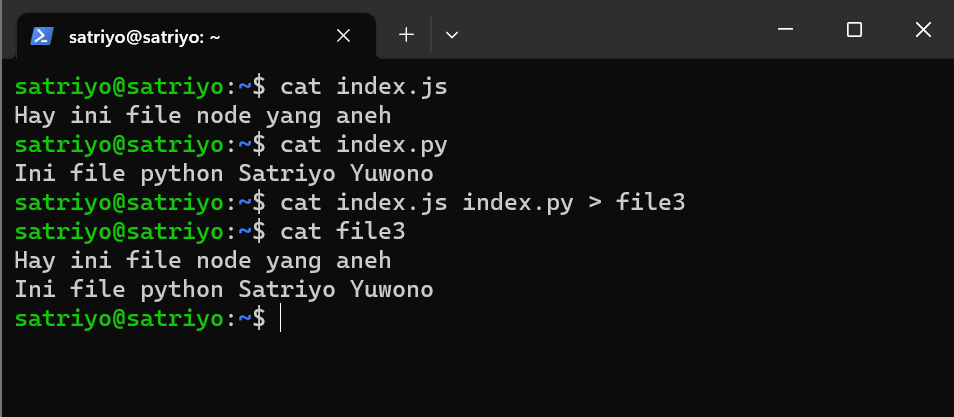 satriyo@satriyo: ~
satriyo@satriyo:~$ cat index.js
Hay ini file node yang aneh
satriyo@satriyo:~$ cat index.py
Ini file python Satriyo Yuwono
satriyo@satriyo:~$ cat index.js index.py > file3
satriyo@satriyo:~$ cat file3
Hay ini file node yang aneh
Ini file python Satriyo Yuwono
satriyo@satriyo:~$